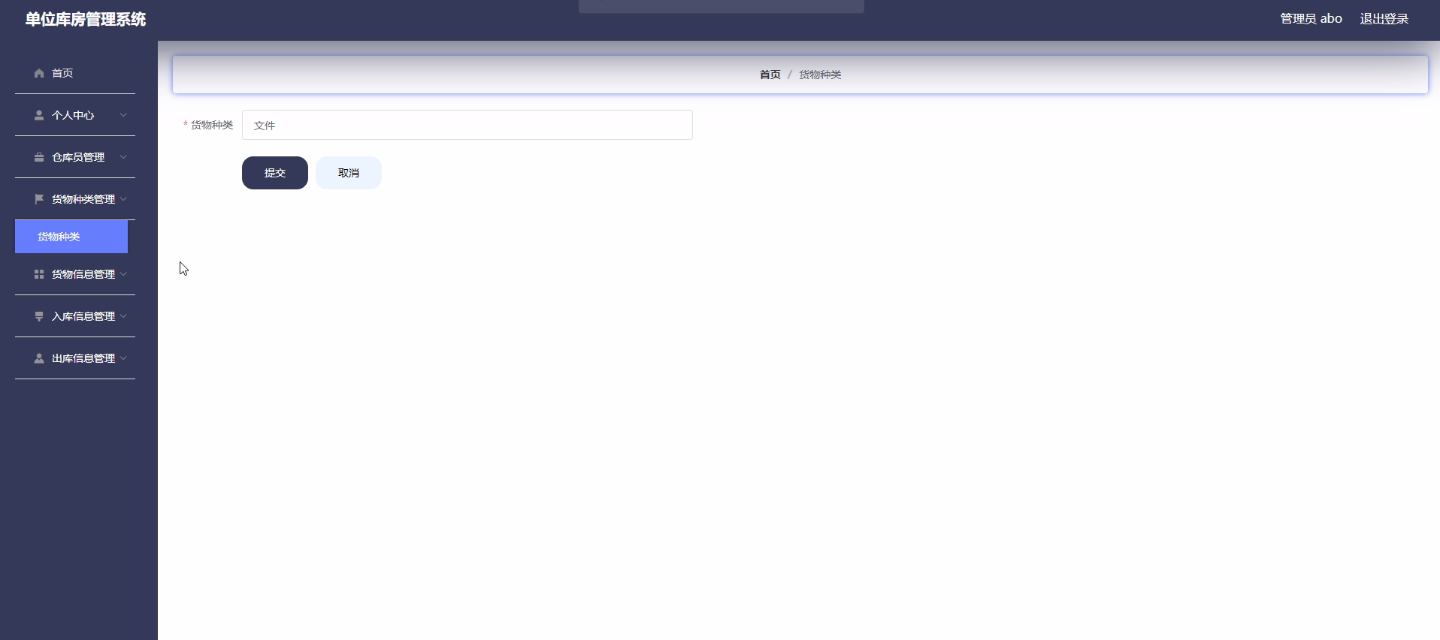 单位库房管理系统
管理员 abo
退出登录
首页
个人中心
仓库员管理
货物种类管理
货物种类
货物信息管理
入库信息管理
出库信息管理
首页 / 货物种类
* 货物种类
文件
提交
取消